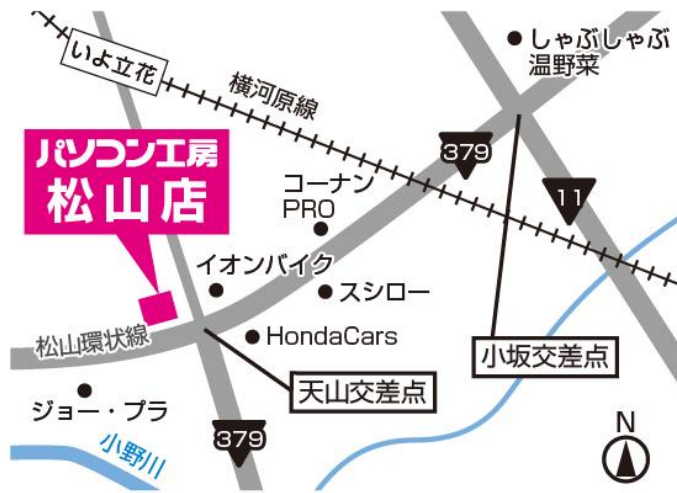 しゃぶしゃぶ
温野菜
いよ立花
横河原線
379
パソコン工房
松山店
コーナン
PRO
11
イオンバイク
スシロー
松山環状線
HondaCars
小坂交差点
天山交差点
ジョー・プラ
379
小野川
N